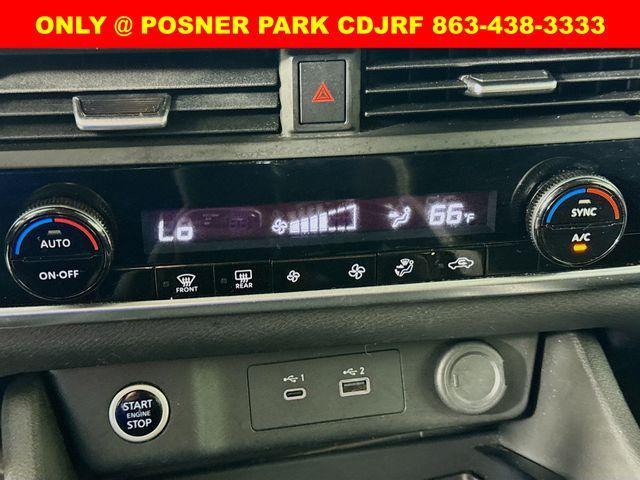 ONLY @ POSNER PARK CDJRF 863-438-3333
Lo
66°F
AUTO
ON·OFF
SYNC
A/C
FRONT
REAR
1
2
START
ENGINE
STOP